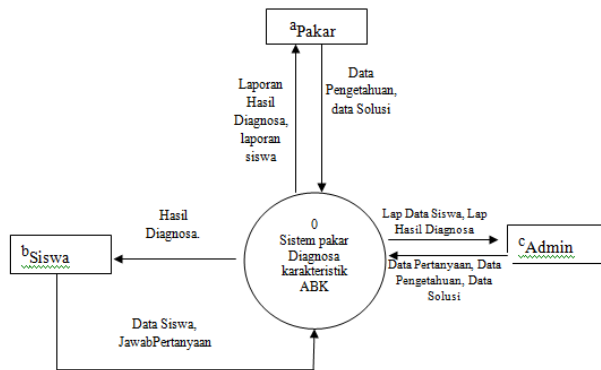 aPakar
Laporan
Hasil
Diagnosa,
laporan
siswa
Data
Pengetahuan,
data Solusi
Hasil
Diagnosa.
0
Sistem pakar
Diagnosa
karakteristik
ABK
Lap Data Siswa, Lap
Hasil Diagnosa
bSiswa
cAdmin
Data Pertanyaan, Data
Pengetahuan, Data
Solusi
Data Siswa,
JawabPertanyaan